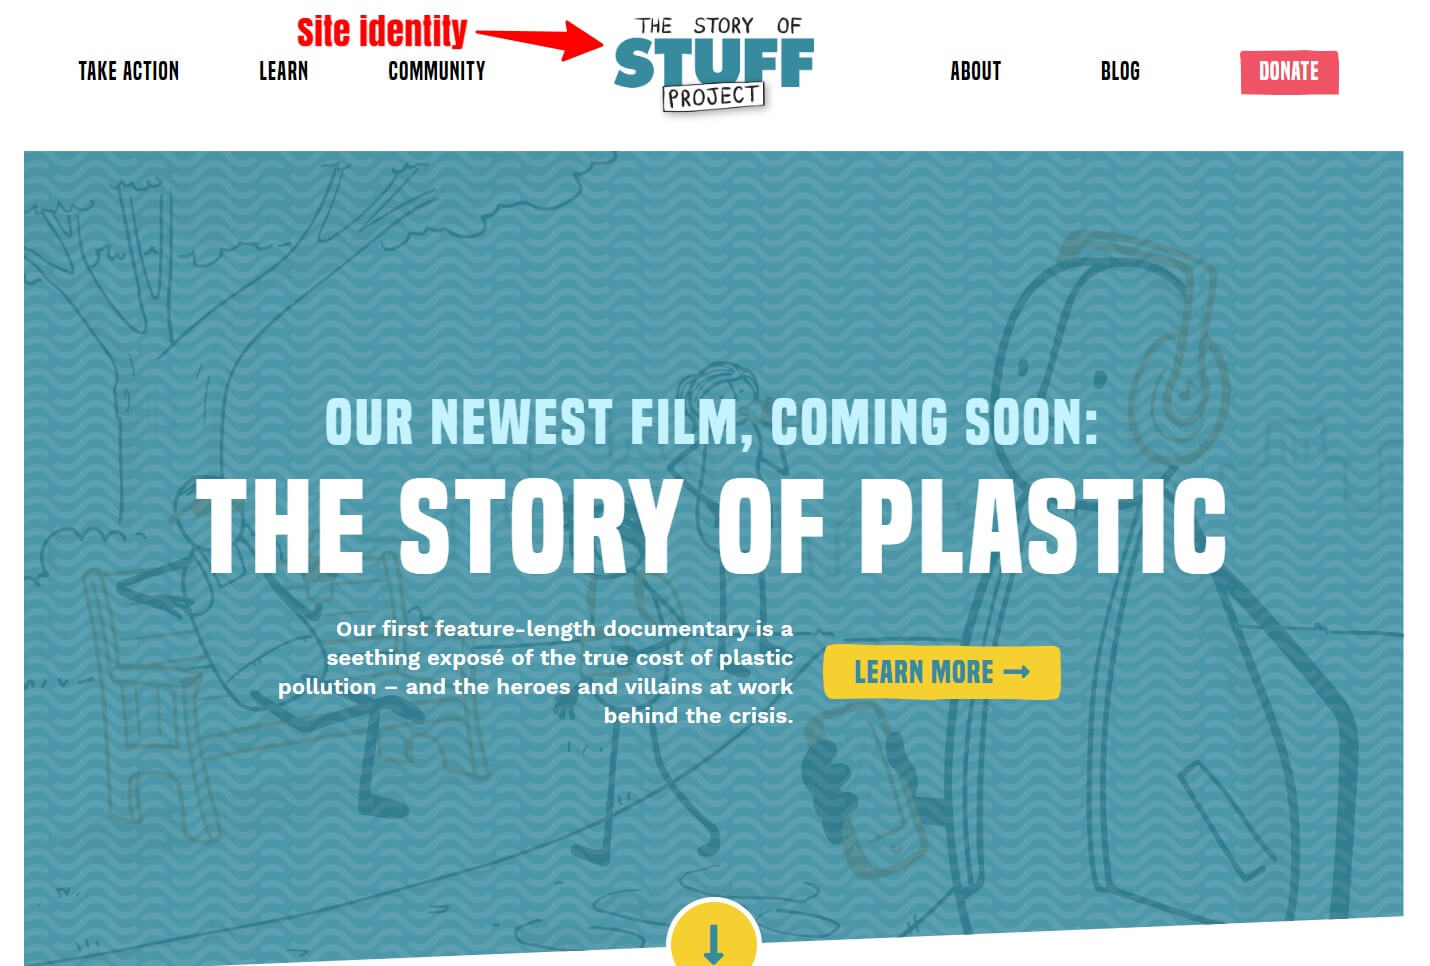 site identity
THE STORY OF
STUFF
PROJECT
TAKE ACTION
LEARN
COMMUNITY
ABOUT
BLOG
DONATE
OUR NEWEST FILM, COMING SOON:
THE STORY OF PLASTIC
Our first feature-length documentary is a
seething exposé of the true cost of plastic
pollution – and the heroes and villains at work
behind the crisis.
LEARN MORE →